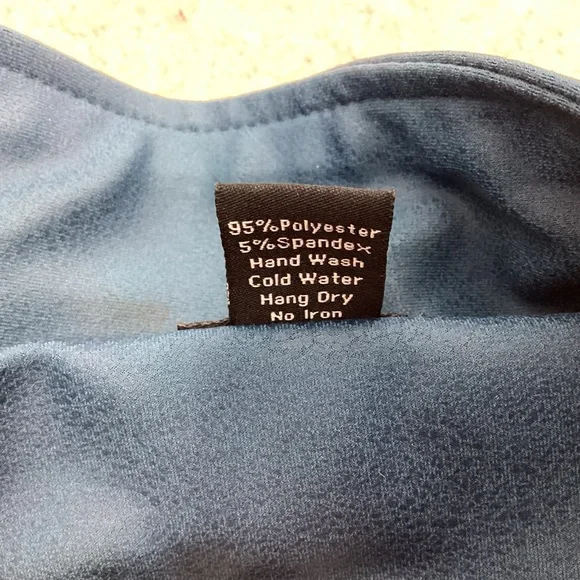 95%Polyester
5%Spandex
Hand Wash
Cold Water
Hang Dry
No Iron